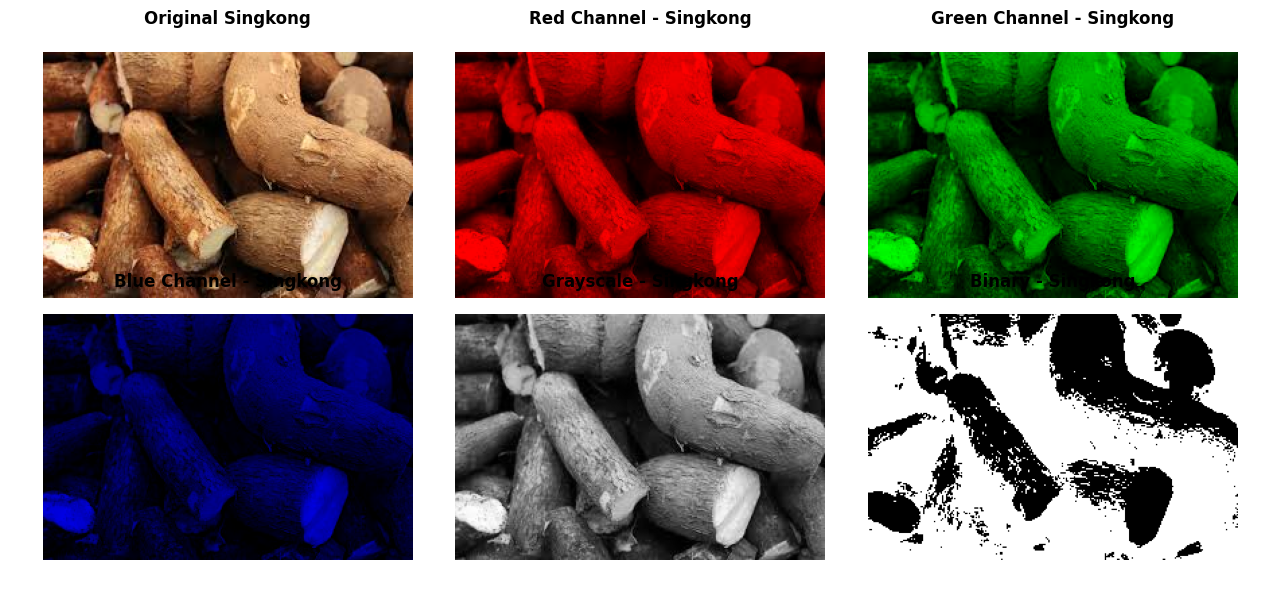 Original Singkong
Red Channel - Singkong
Green Channel - Singkong
Blue Channel - Singkong
Grayscale - Singkong
Binary - Singkong